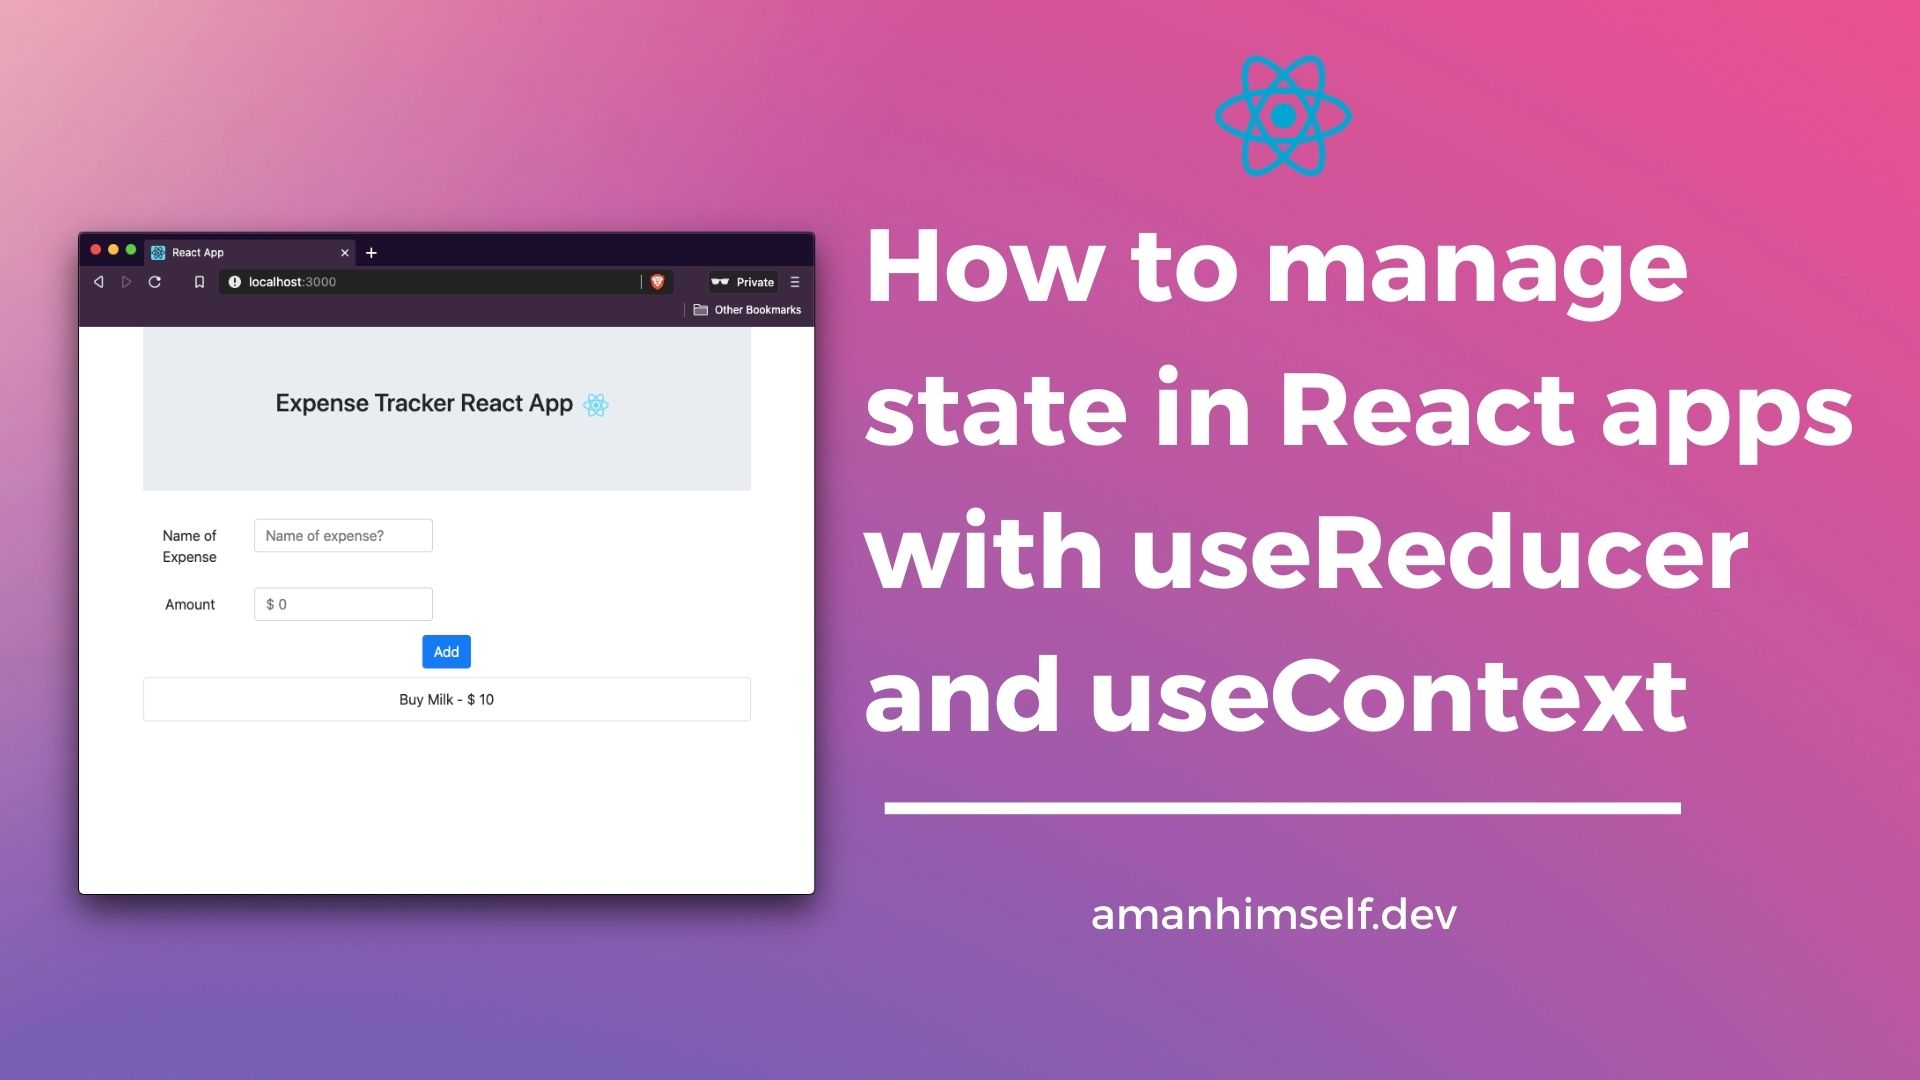 React App
localhost:3000
Private
Other Bookmarks
Expense Tracker React App
Name of
Expense
Name of expense?
Amount
$ 0
Add
Buy Milk - $ 10
How to manage
state in React apps
with useReducer
and useContext
amanhimself.dev